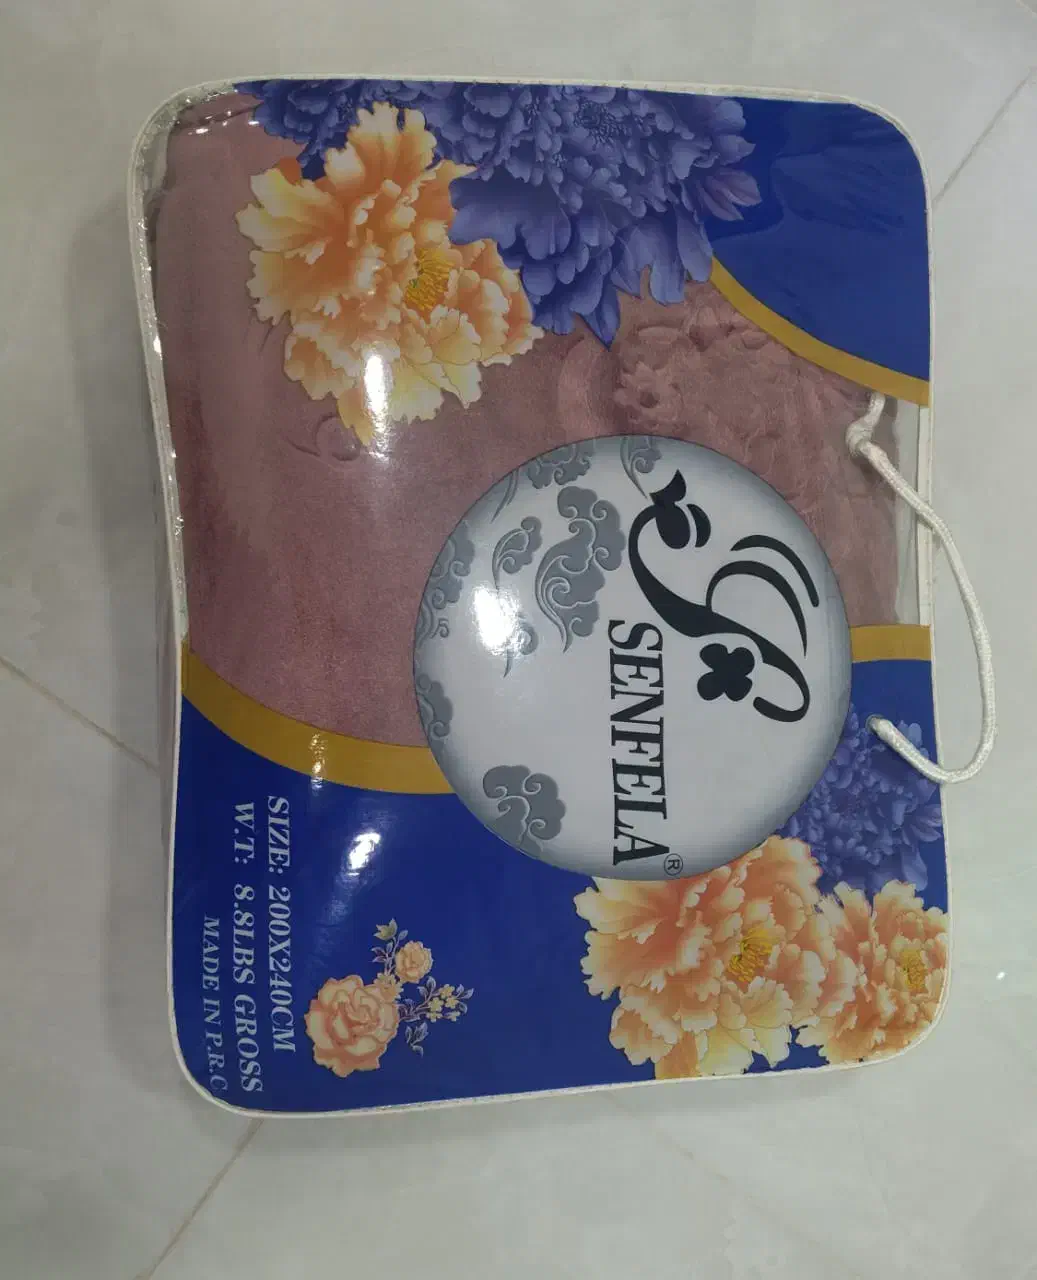 SENFELA®
SIZE: 200X240CM
W.T: 8.8LBS GROSS
MADE IN P.R.C